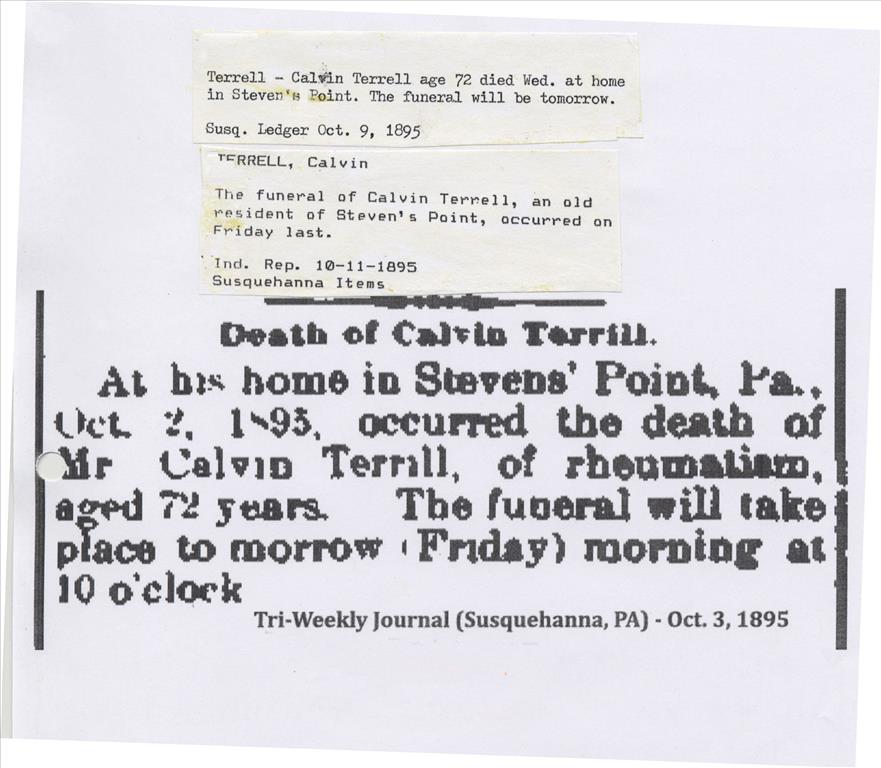 Terrell - Calvin Terrell age 72 died Wed. at home
in Steven's Point. The funeral will be tomorrow.
Susq. Ledger Oct. 9, 1895
TERRELL, Calvin
The funeral of Calvin Terrell, an old
resident of Steven's Point, occurred on
Friday last.
Ind. Rep. 10-11-1895
Susquehanna Items
Death of Calvin Terrill.
At his home in Stevens' Point, Pa.,
Oct. 2, 1895, occurred the death of
Mr Calvin Terrill, of rheumatism,
aged 72 years. The funeral will take
place to morrow (Friday) morning at
10 o'clock
Tri-Weekly Journal (Susquehanna, PA) - Oct. 3, 1895